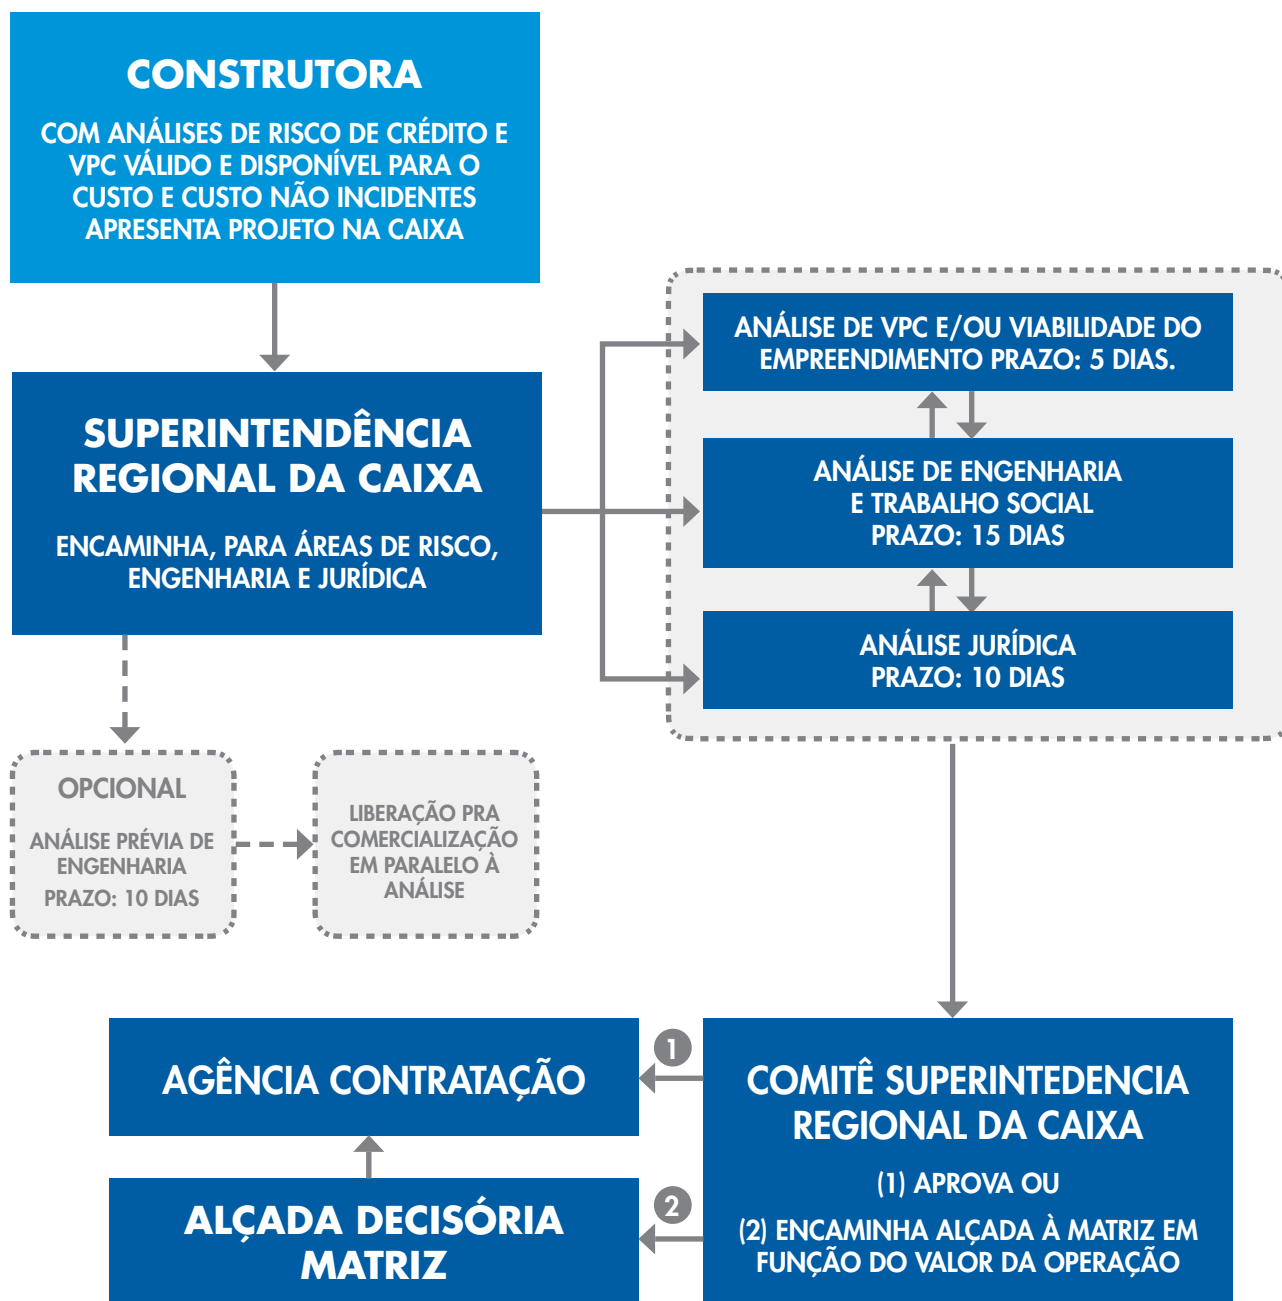 CONSTRUTORA
COM ANÁLISES DE RISCO DE CRÉDITO E
VPC VÁLIDO E DISPONÍVEL PARA O
CUSTO E CUSTO NÃO INCIDENTES
APRESENTA PROJETO NA CAIXA
SUPERINTENDÊNCIA
REGIONAL DA CAIXA
ENCAMINHA, PARA ÁREAS DE RISCO,
ENGENHARIA E JURÍDICA
ANÁLISE DE VPC E/OU VIABILIDADE DO
EMPREENDIMENTO PRAZO: 5 DIAS.
ANÁLISE DE ENGENHARIA
E TRABALHO SOCIAL
PRAZO: 15 DIAS
ANÁLISE JURÍDICA
PRAZO: 10 DIAS
OPCIONAL
ANÁLISE PRÉVIA DE
ENGENHARIA
PRAZO: 10 DIAS
LIBERAÇÃO PRA
COMERCIALIZAÇÃO
EM PARALELO À
ANÁLISE
AGÊNCIA CONTRATAÇÃO
1
COMITÊ SUPERINTEDENCIA
REGIONAL DA CAIXA
(1) APROVA OU
(2) ENCAMINHA ALÇADA À MATRIZ EM
FUNÇÃO DO VALOR DA OPERAÇÃO
2
ALÇADA DECISÓRIA
MATRIZ